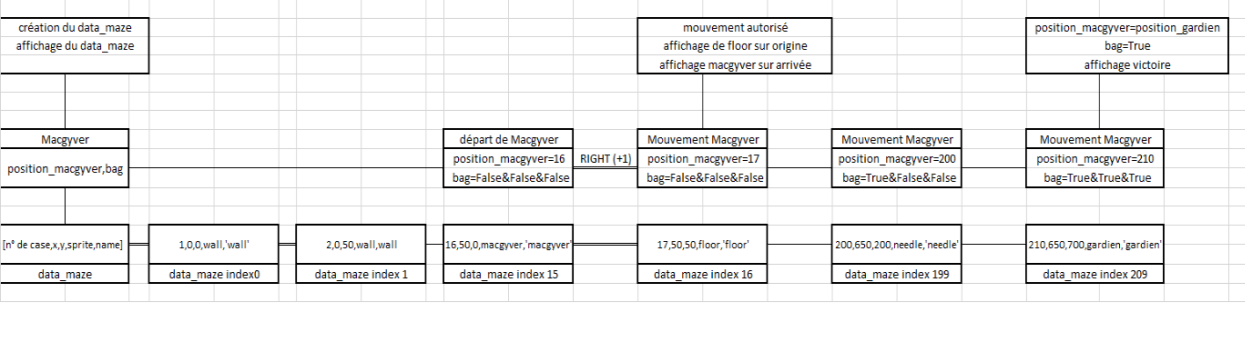 création du data_maze
affichage du data_maze
mouvement autorisé
affichage de floor sur origine
affichage macgyver sur arrivée
position_macgyver=position_gardien
bag=True
affichage victoire
Macgyver
position_macgyver,bag
départ de Macgyver
position_macgyver=16
bag=False&False&False
RIGHT (+1)
Mouvement Macgyver
position_macgyver=17
bag=False&False&False
Mouvement Macgyver
position_macgyver=200
bag=True&False&False
Mouvement Macgyver
position_macgyver=210
bag=True&True&True
[n° de case,x,y,sprite,name]
data_maze
1,0,0,wall,'wall'
data_maze index0
2,0,50,wall,wall
data_maze index 1
16,50,0,macgyver,'macgyver'
data_maze index 15
17,50,50,floor,'floor'
data_maze index 16
200,650,200,needle,'needle'
data_maze index 199
210,650,700,gardien,'gardien'
data_maze index 209